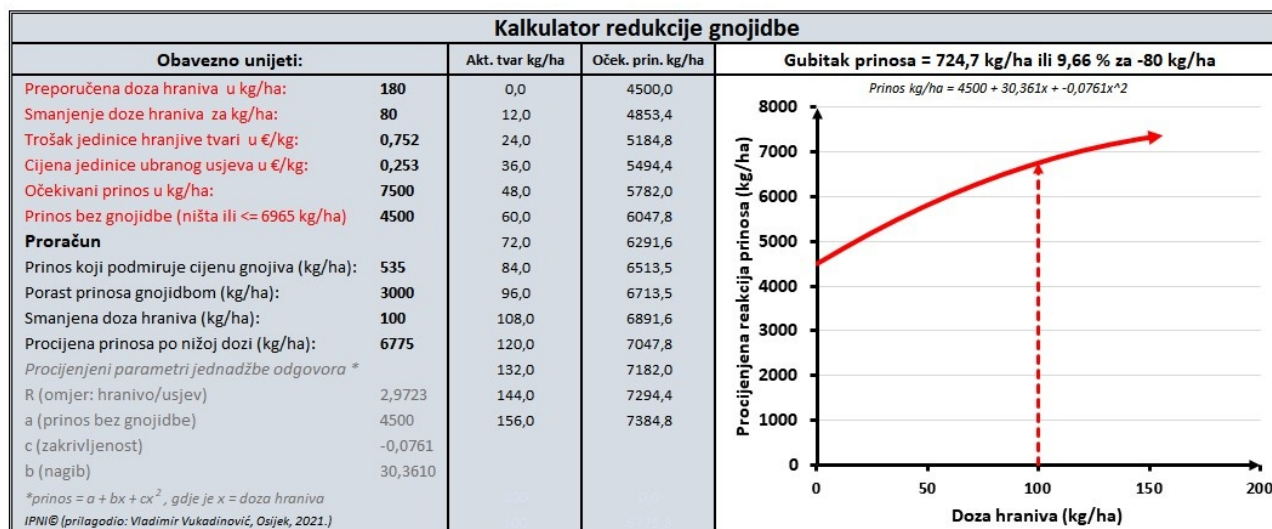 Kalkulator redukcije gnojidbe
Obavezno unijeti: Akt. tvar kg/ha Oček. prin. kg/ha Gubitak prinosa = 724,7 kg/ha ili 9,66 % za -80 kg/ha
Preporučena doza hraniva u kg/ha: 180 0,0 4500,0
Smanjenje doze hraniva za kg/ha: 80 12,0 4853,4
Trošak jedinice hranjive tvari u €/kg: 0,752 24,0 5184,8
Cijena jedinice ubranog usjeva u €/kg: 0,253 36,0 5494,4
Očekivani prinos u kg/ha: 7500 48,0 5782,0
Prinos bez gnojidbe (ništa ili <= 6965 kg/ha) 4500 60,0 6047,8
Proračun 72,0 6291,6
Prinos koji podmiruje cijenu gnojiva (kg/ha): 535 84,0 6513,5
Porast prinosa gnojidbom (kg/ha): 3000 96,0 6713,5
Smanjena doza hraniva (kg/ha): 100 108,0 6891,6
Procijena prinosa po nižoj dozi (kg/ha): 6775 120,0 7047,8
Procijenjeni parametri jednadžbe odgovora * 132,0 7182,0
R (omjer: hranivo/usjev) 2,9723 144,0 7294,4
a (prinos bez gnojidbe) 4500 156,0 7384,8
c (zakrivljenost) -0,0761
b (nagib) 30,3610
*prinos = a + bx + cx², gdje je x = doza hraniva
IPNI© (prilagodio: Vladimir Vukadinović, Osijek, 2021.)
Prinos kg/ha = 4500 + 30,361x + -0,0761x^2
Procijenjena reakcija prinosa (kg/ha)
8000
7000
6000
5000
4000
3000
2000
1000
0
0 50 100 150 200
Doza hraniva (kg/ha)